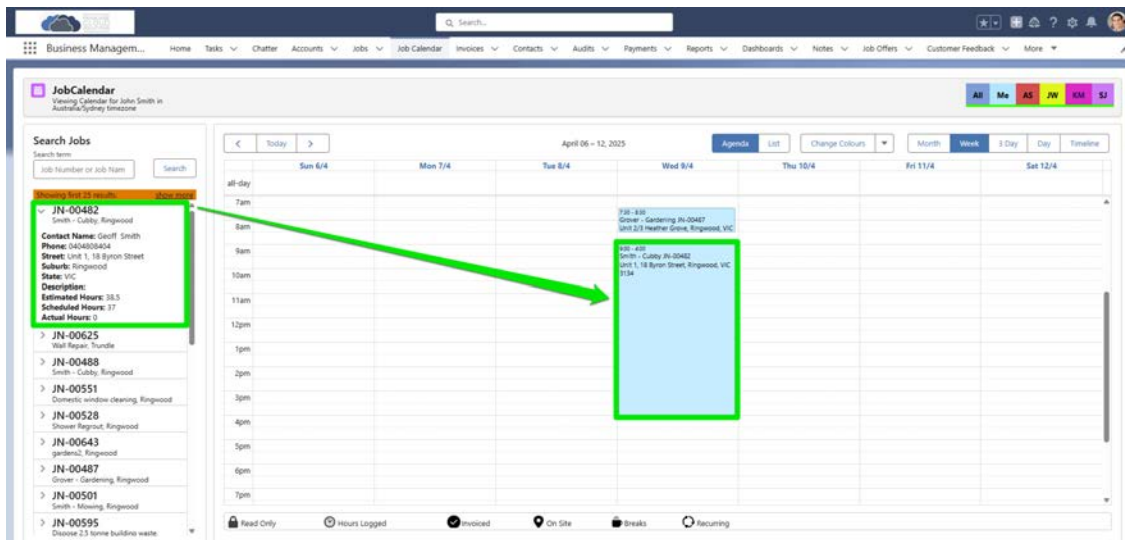 Search...
Business Managem...
Home
Tasks
Chatter
Accounts
Jobs
Job Calendar
Invoices
Contacts
Audits
Payments
Reports
Dashboards
Notes
Job Offers
Customer Feedback
More
JobCalendar
Viewing Calendar for John Smith in
Australia/Sydney timezone
All
Me
AS
JW
KM
SJ
Search Jobs
Search term
Job Number or Job Nam
Search
Showing first 25 results.
show more
JN-00482
Smith - Cubby, Ringwood
Contact Name: Geoff Smith
Phone: 0404808404
Street: Unit 1, 18 Byron Street
Suburb: Ringwood
State: VIC
Description:
Estimated Hours: 38.5
Scheduled Hours: 37
Actual Hours: 0
JN-00625
Wall Repair, Trundle
JN-00488
Smith - Cubby, Ringwood
JN-00551
Domestic window cleaning, Ringwood
JN-00528
Shower Regrout, Ringwood
JN-00643
gardens2, Ringwood
JN-00487
Grover - Gardening, Ringwood
JN-00501
Smith - Mowing, Ringwood
JN-00595
Dispose 2.5 tonne building waste.
Today
April 06 – 12, 2025
Agenda
List
Change Colours
Month
Week
3 Day
Day
Timeline
Sun 6/4
Mon 7/4
Tue 8/4
Wed 9/4
Thu 10/4
Fri 11/4
Sat 12/4
all-day
7am
8am
9am
10am
11am
12pm
1pm
2pm
3pm
4pm
5pm
6pm
7pm
7:30 - 8:30
Grover - Gardening JN-00487
Unit 2/3 Heather Grove, Ringwood, VIC
9:00 - 4:00
Smith - Cubby JN-00482
Unit 1, 18 Byron Street, Ringwood, VIC
3134
Read Only
Hours Logged
Invoiced
On Site
Breaks
Recurring